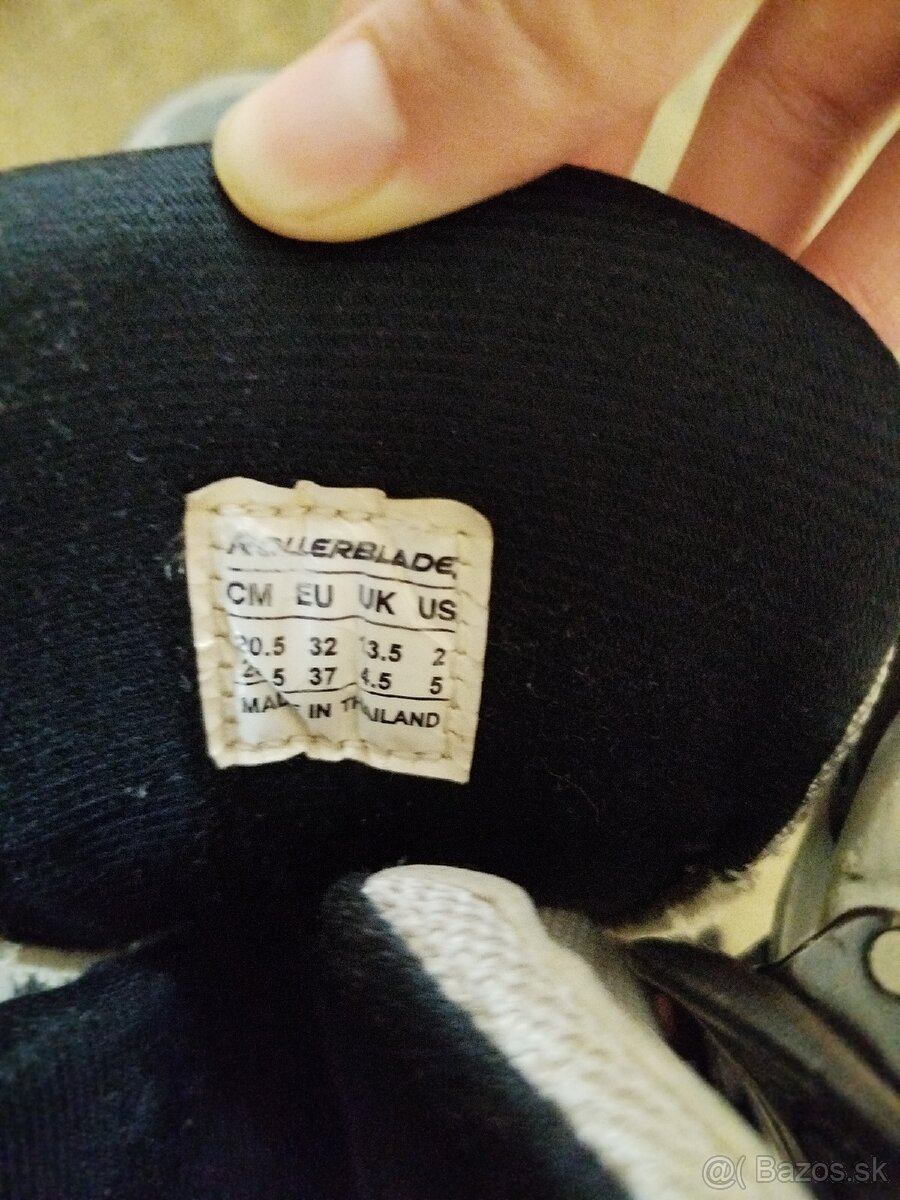 ROLLERBLADE
CM EU UK US
20.5 32 13.5 2
37 4.5 5
MADE IN THAILAND
@( Bazos.sk